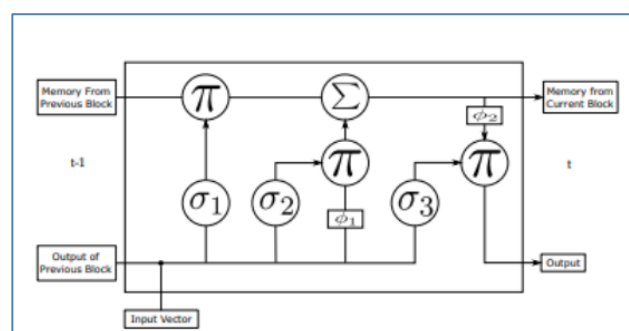 Memory From
Previous Block
π
Σ
Memory from
Current Block
ϕ2
t-1
π
π
t
σ1
σ2
σ3
ϕ1
Output of
Previous Block
Output
Input Vector